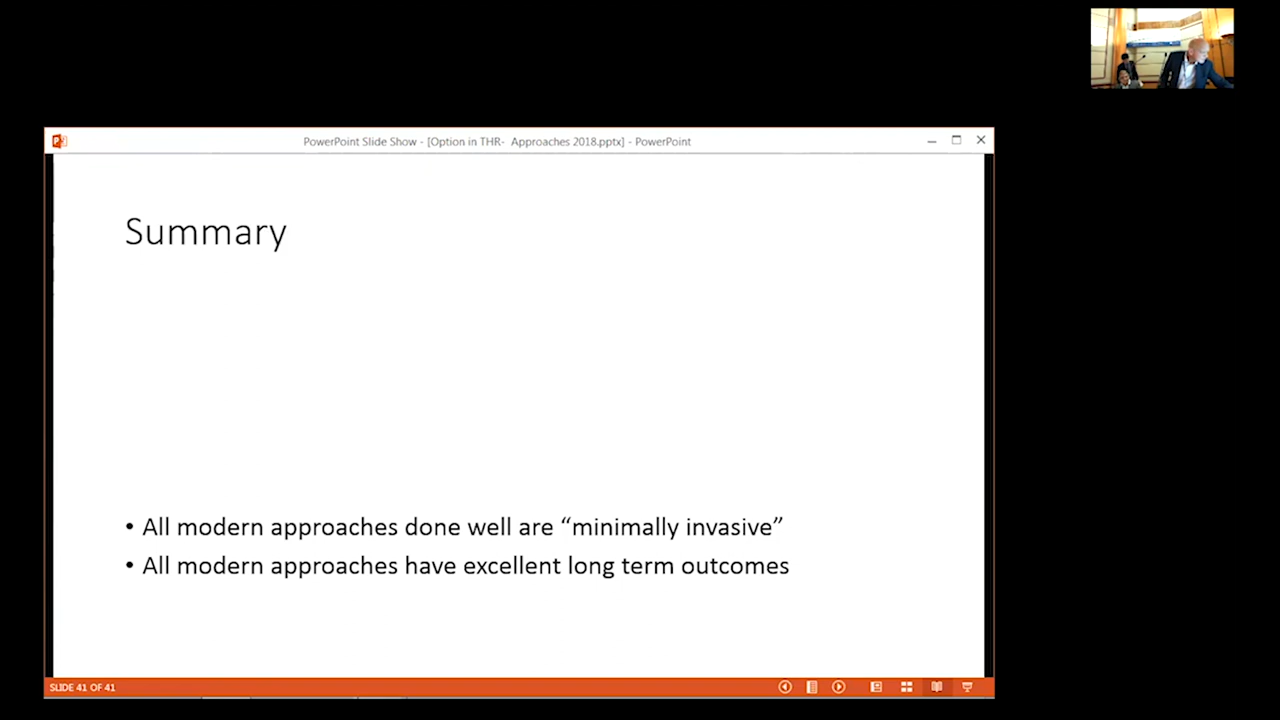 PowerPoint Slide Show - [Option in THR-  Approaches 2018.pptx] - PowerPoint
Summary
• All modern approaches done well are “minimally invasive”
• All modern approaches have excellent long term outcomes
SLIDE 41 OF 41